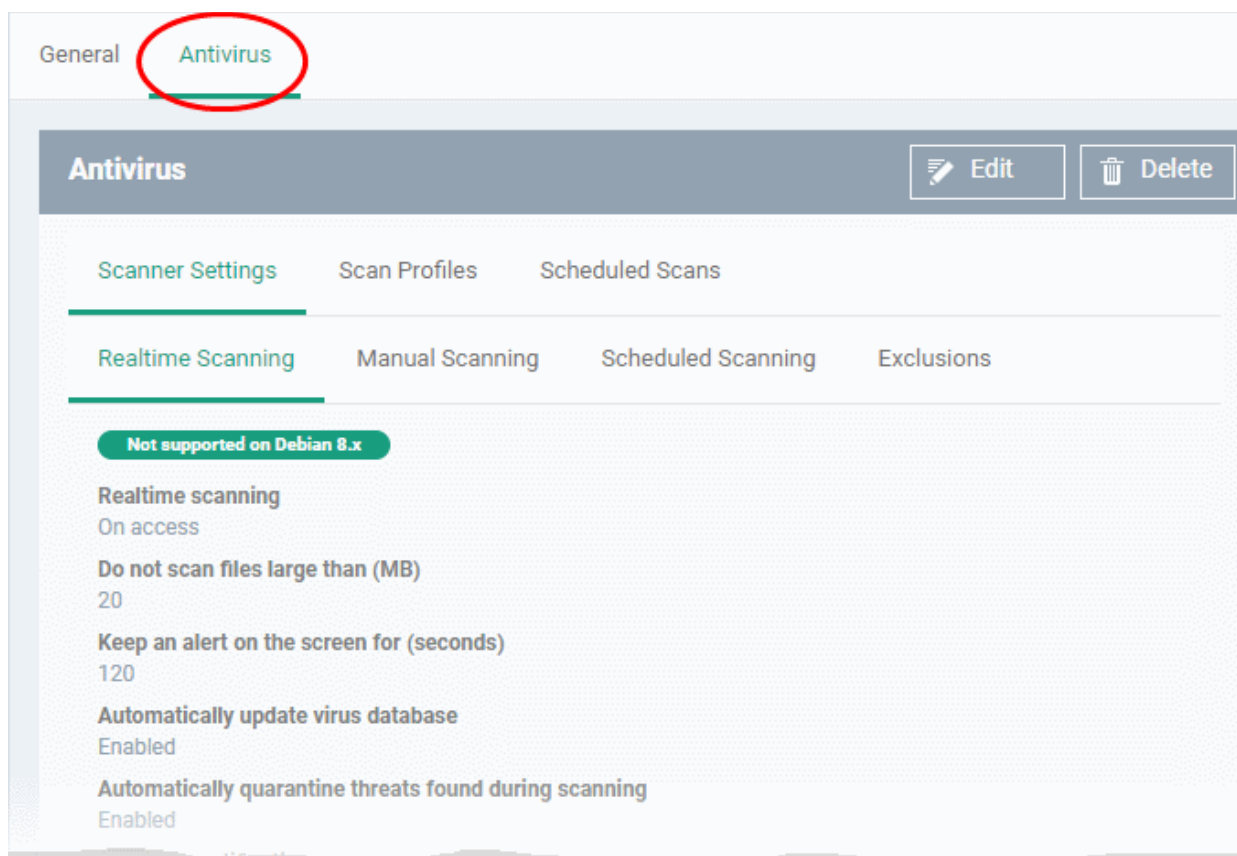 General Antivirus
Antivirus Edit Delete
Scanner Settings Scan Profiles Scheduled Scans
Realtime Scanning Manual Scanning Scheduled Scanning Exclusions
Not supported on Debian 8.x
Realtime scanning
On access
Do not scan files large than (MB)
20
Keep an alert on the screen for (seconds)
120
Automatically update virus database
Enabled
Automatically quarantine threats found during scanning
Enabled